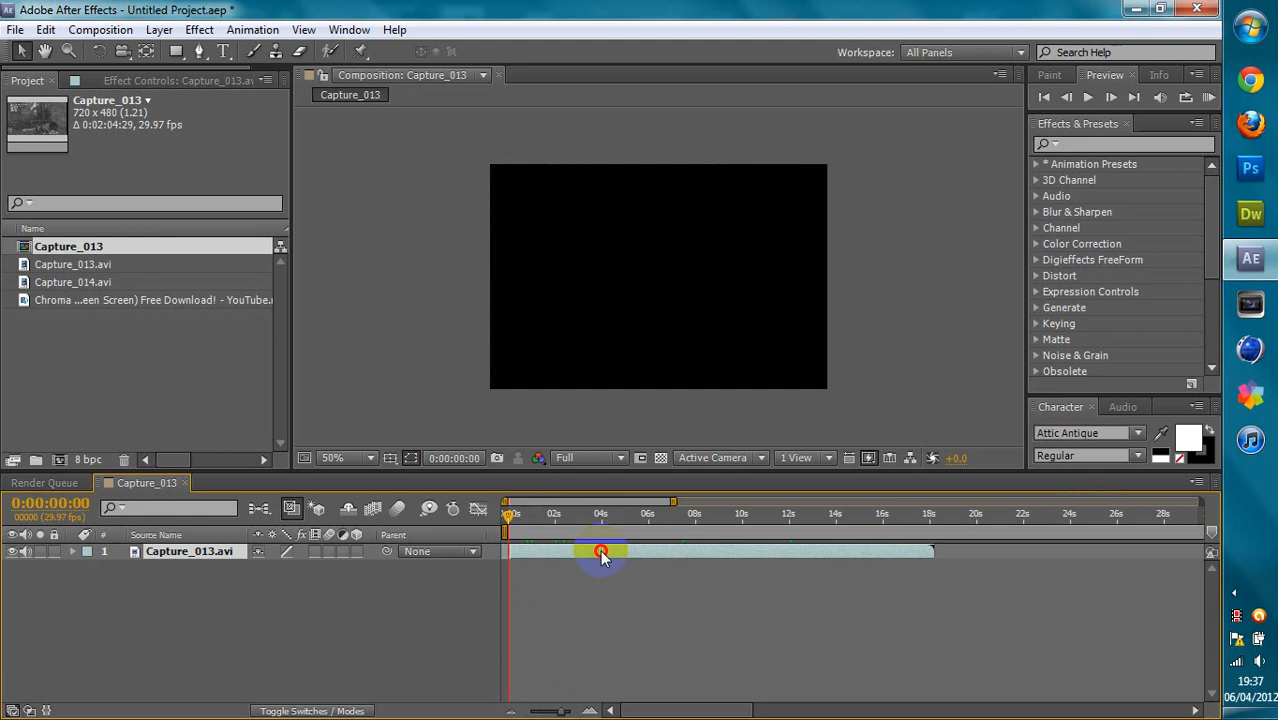 Adobe After Effects - Untitled Project.aep *
File Edit Composition Layer Effect Animation View Window Help
Workspace: All Panels Search Help
Project Effect Controls: Capture_013.av
Composition: Capture_013
Paint Preview Info
Capture_013
720 x 480 (1.21)
Δ 0:02:04:29, 29.97 fps
Capture_013
Effects & Presets
* Animation Presets
3D Channel
Audio
Blur & Sharpen
Channel
Color Correction
Digieffects FreeForm
Distort
Expression Controls
Generate
Keying
Matte
Noise & Grain
Obsolete
Name
Capture_013
Capture_013.avi
Capture_014.avi
Chroma ...een Screen) Free Download! - YouTube.
Character Audio
Attic Antique
Regular
8 bpc
50% 0:00:00:00 Full Active Camera 1 View +0.0
Render Queue Capture_013
0:00:00:00
00000 (29.97 fps)
02s 04s 06s 08s 10s 12s 14s 16s 18s 20s 22s 24s 26s 28s
# Source Name Parent
1 Capture_013.avi None
Toggle Switches / Modes
Ps
Dw
AE
19:37
06/04/2012